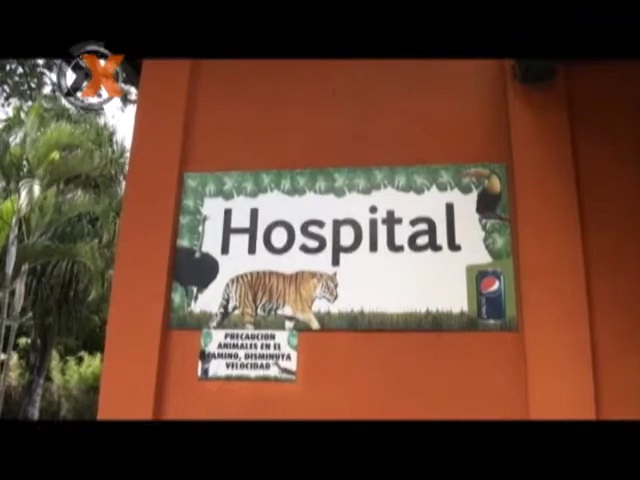 Hospital
PRECAUCION
ANIMALES EN EL
CAMINO, DISMINUYA
VELOCIDAD